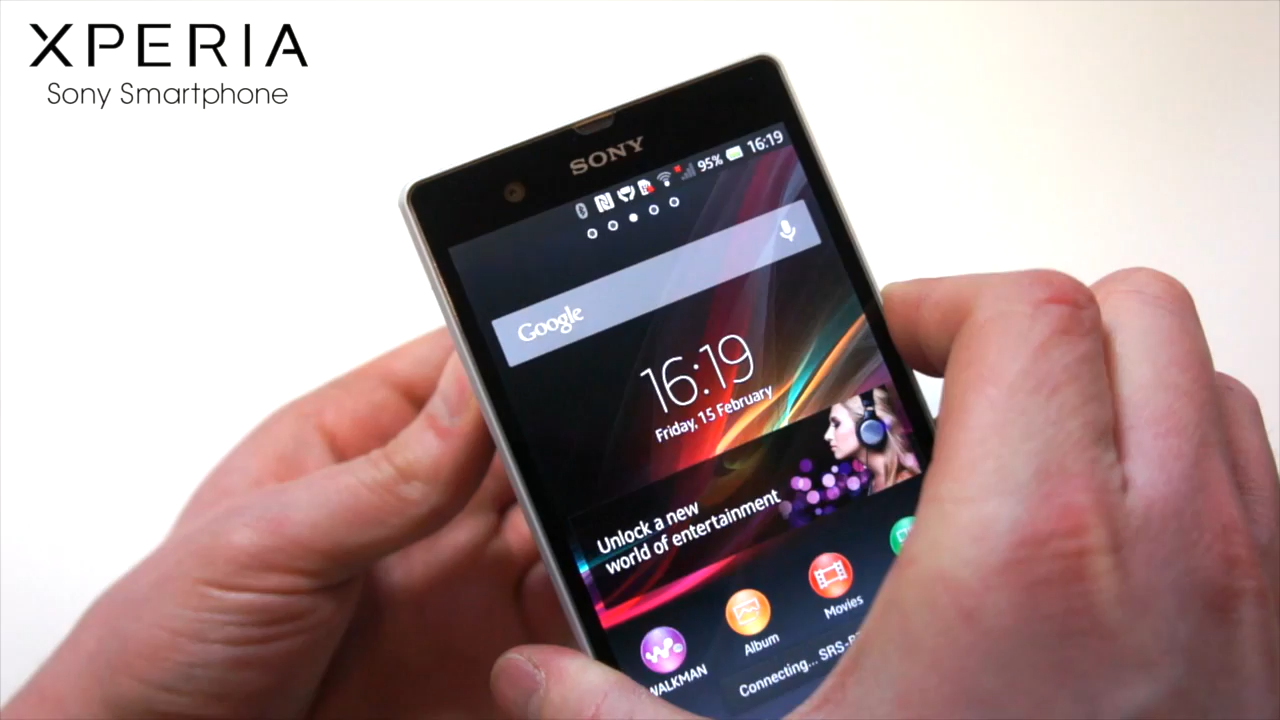 XPERIA
Sony Smartphone
SONY
95% 16:19
Google
16:19
Friday, 15 February
Unlock a new
world of entertainment
Movies
Album
WALKMAN
Connecting... SRS-